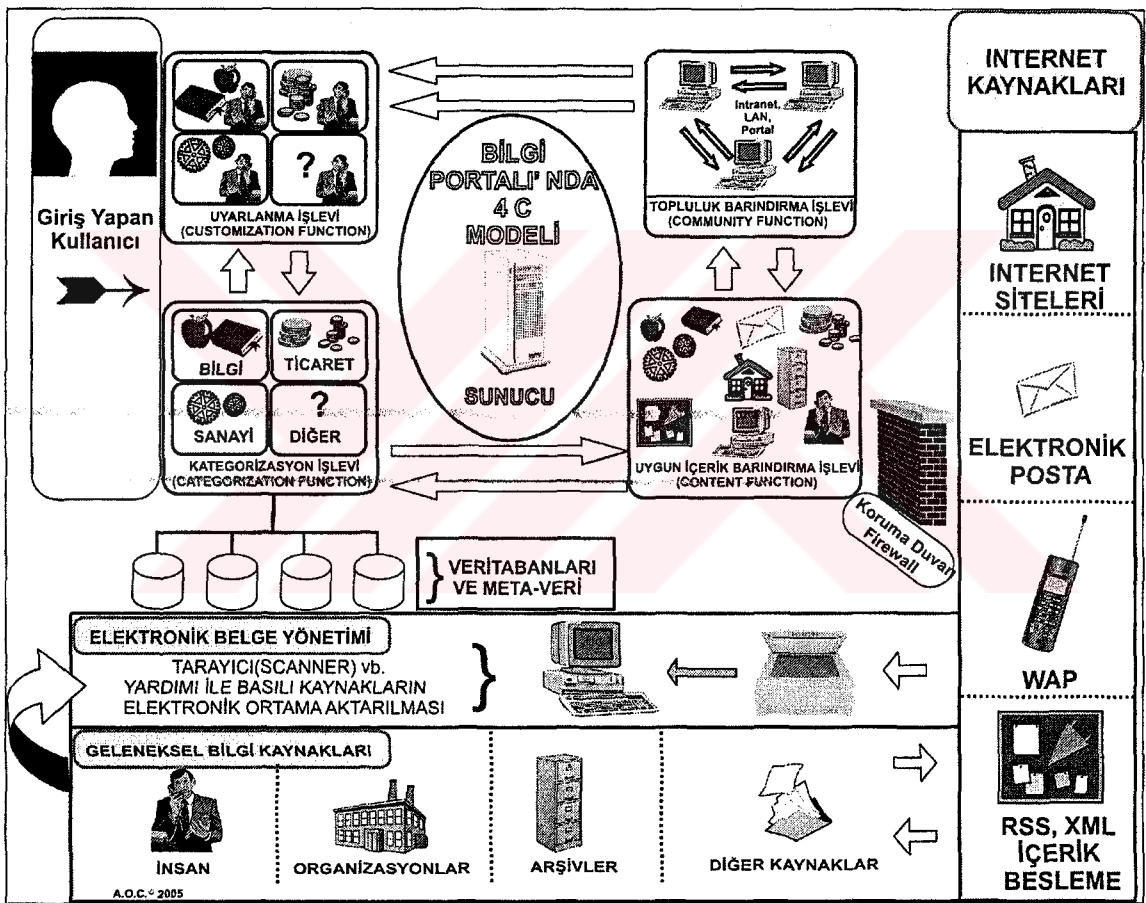 Giriş Yapan
Kullanıcı
UYARLANMA İŞLEVİ
(CUSTOMIZATION FUNCTION)
?
BİLGİ
PORTALI' NDA
4 C
MODELİ
SUNUCU
Intranet,
LAN,
Portal
TOPLULUK BARINDIRMA İŞLEVİ
(COMMUNITY FUNCTION)
INTERNET
KAYNAKLARI
INTERNET
SİTELERİ
ELEKTRONİK
POSTA
WAP
RSS, XML
İÇERİK
BESLEME
BİLGİ
TİCARET
SANAYİ
?
DİĞER
KATEGORİZASYON İŞLEVİ
(CATEGORIZATION FUNCTION)
UYGUN İÇERİK BARINDIRMA İŞLEVİ
(CONTENT FUNCTION)
Koruma Duvarı
Firewall
} VERİTABANLARI
VE META-VERİ
ELEKTRONİK BELGE YÖNETİMİ
TARAYICI(SCANNER) vb.
YARDIMI İLE BASILI KAYNAKLARIN
ELEKTRONİK ORTAMA AKTARILMASI
}
GELENEKSEL BİLGİ KAYNAKLARI
İNSAN
ORGANİZASYONLAR
ARŞİVLER
DİĞER KAYNAKLAR
A.O.C.© 2005